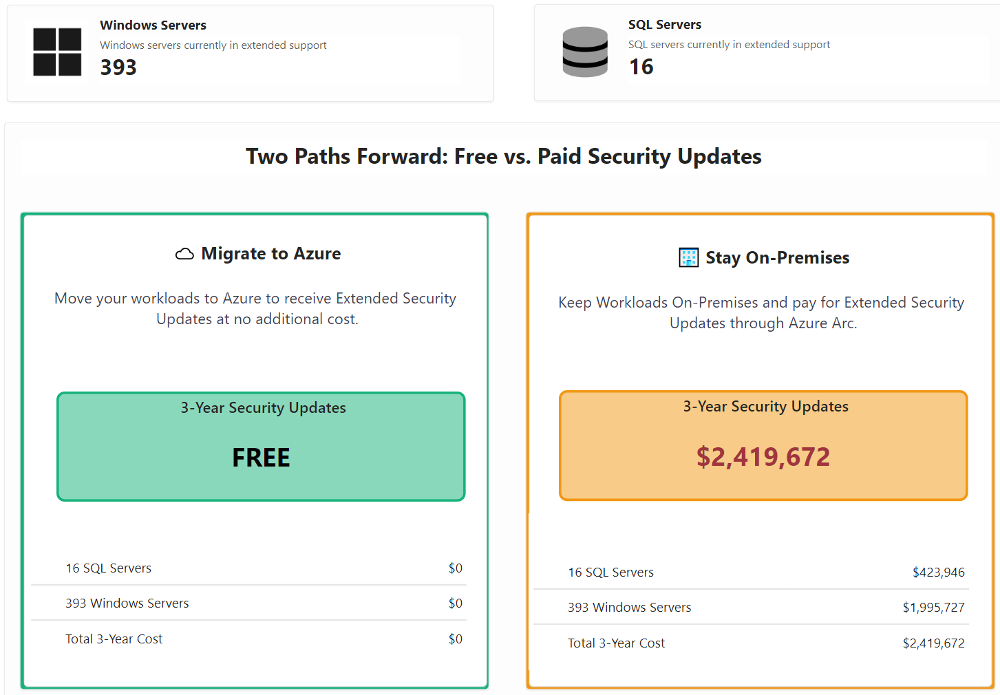 Windows Servers
Windows servers currently in extended support
393
SQL Servers
SQL servers currently in extended support
16
Two Paths Forward: Free vs. Paid Security Updates
Migrate to Azure
Move your workloads to Azure to receive Extended Security
Updates at no additional cost.
3-Year Security Updates
FREE
16 SQL Servers $0
393 Windows Servers $0
Total 3-Year Cost $0
Stay On-Premises
Keep Workloads On-Premises and pay for Extended Security
Updates through Azure Arc.
3-Year Security Updates
$2,419,672
16 SQL Servers $423,946
393 Windows Servers $1,995,727
Total 3-Year Cost $2,419,672